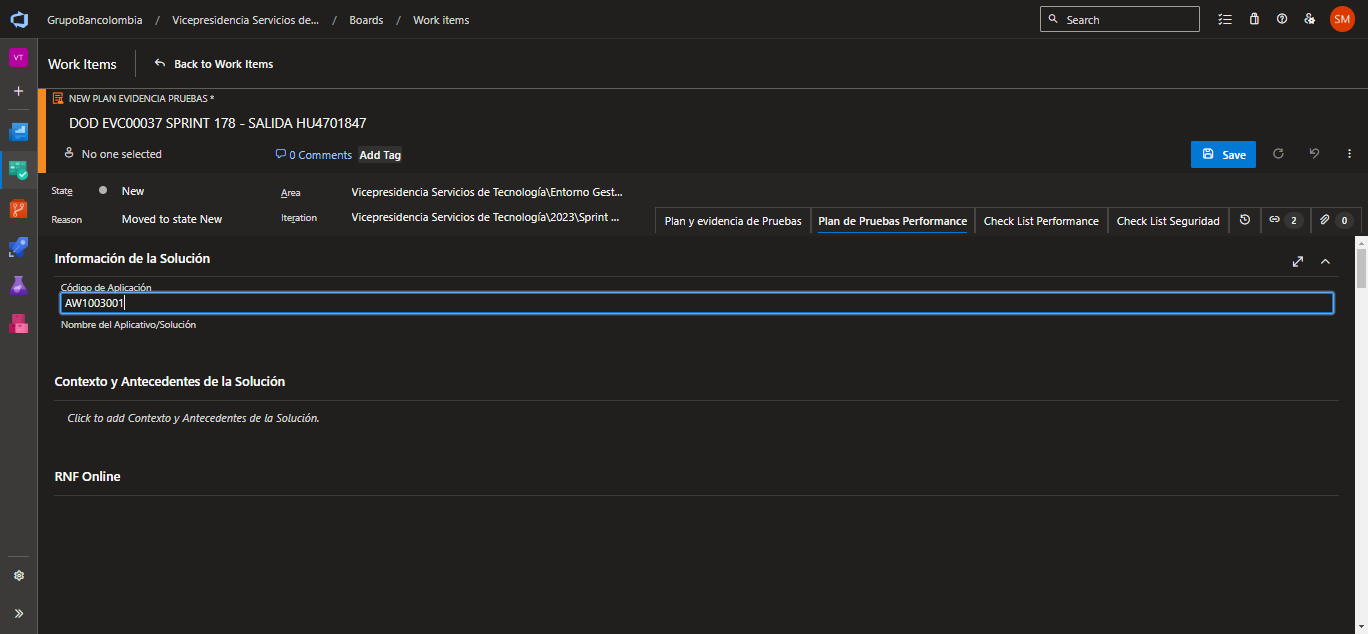 GrupoBancolombia / Vicepresidencia Servicios de... / Boards / Work items
Search
SM
VT
Work Items
Back to Work Items
NEW PLAN EVIDENCIA PRUEBAS *
DOD EVC00037 SPRINT 178 - SALIDA HU4701847
No one selected
0 Comments
Add Tag
Save
State
New
Area
Vicepresidencia Servicios de Tecnología\Entorno Gest...
Reason
Moved to state New
Iteration
Vicepresidencia Servicios de Tecnología\2023\Sprint ...
Plan y evidencia de Pruebas
Plan de Pruebas Performance
Check List Performance
Check List Seguridad
2
0
Información de la Solución
Código de Aplicación
AW1003001
Nombre del Aplicativo/Solución
Contexto y Antecedentes de la Solución
Click to add Contexto y Antecedentes de la Solución.
RNF Online